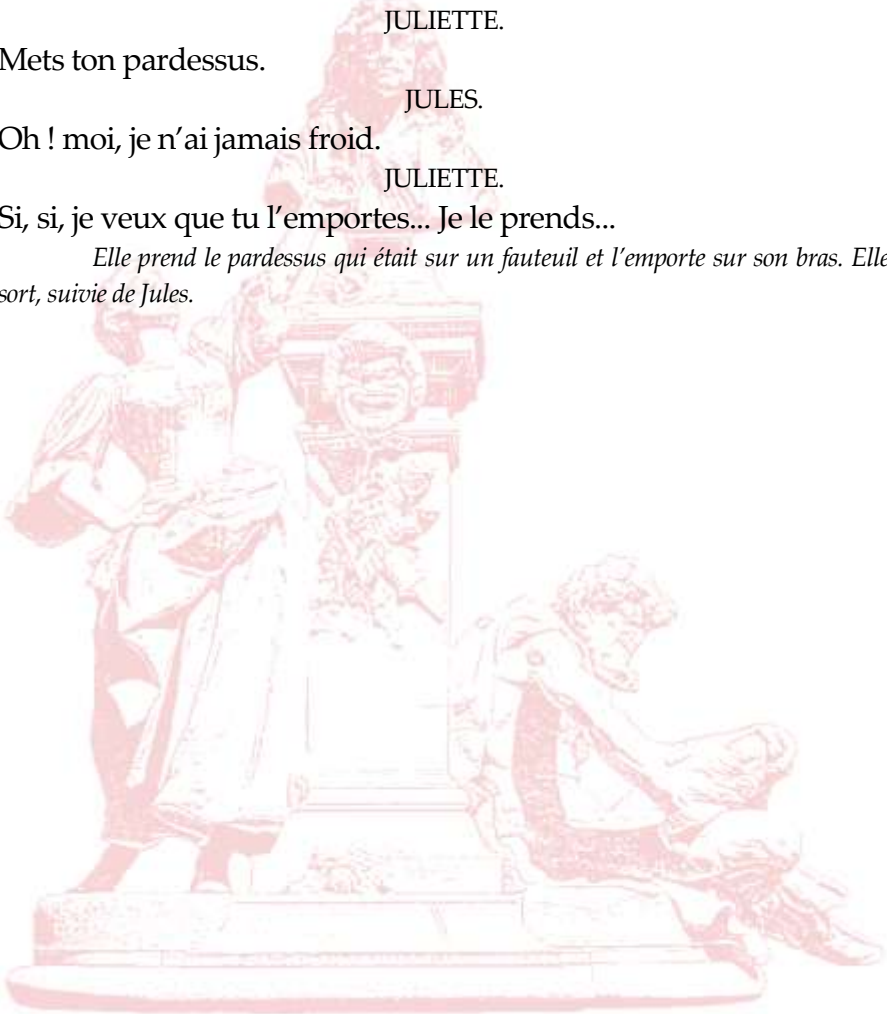 JULIETTE.
Mets ton pardessus.
JULES.
Oh ! moi, je n’ai jamais froid.
JULIETTE.
Si, si, je veux que tu l’emportes... Je le prends...
Elle prend le pardessus qui était sur un fauteuil et l’emporte sur son bras. Elle
sort, suivie de Jules.